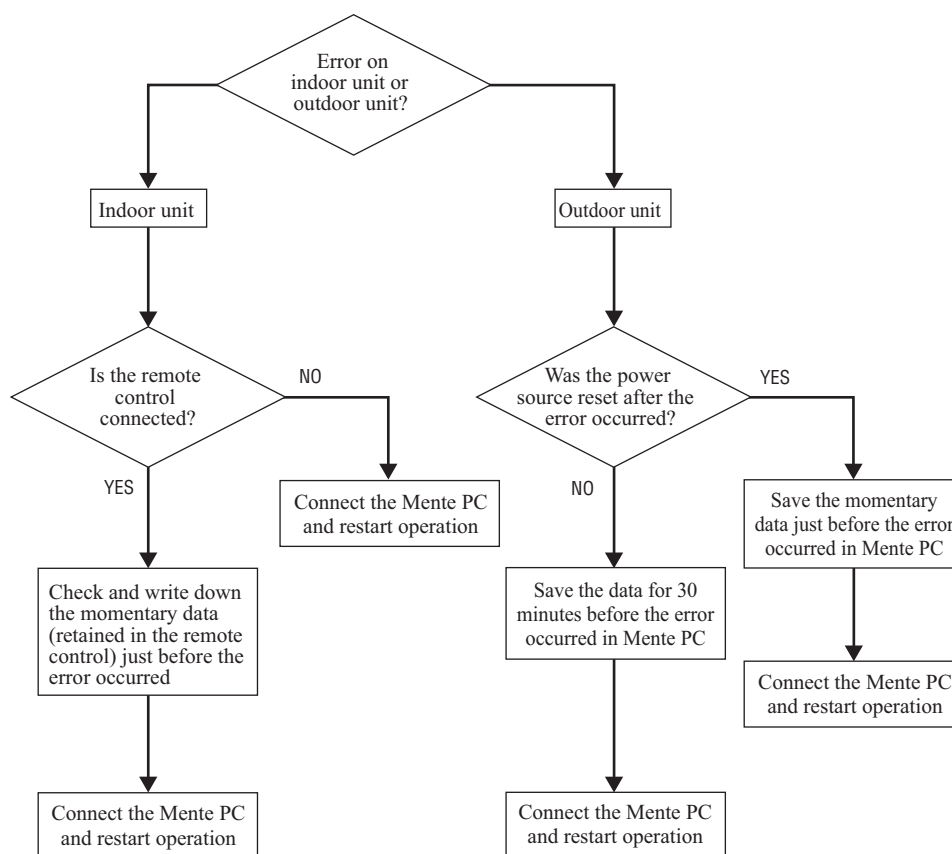 Error on
indoor unit or
outdoor unit?
Indoor unit
Outdoor unit
Is the remote
control
connected?
NO
YES
Was the power
source reset after the
error occurred?
YES
NO
Connect the Mente PC
and restart operation
Save the momentary
data just before the error
occurred in Mente PC
Check and write down
the momentary data
(retained in the remote
control) just before the
error occurred
Save the data for 30
minutes before the error
occurred in Mente PC
Connect the Mente PC
and restart operation
Connect the Mente PC
and restart operation
Connect the Mente PC
and restart operation